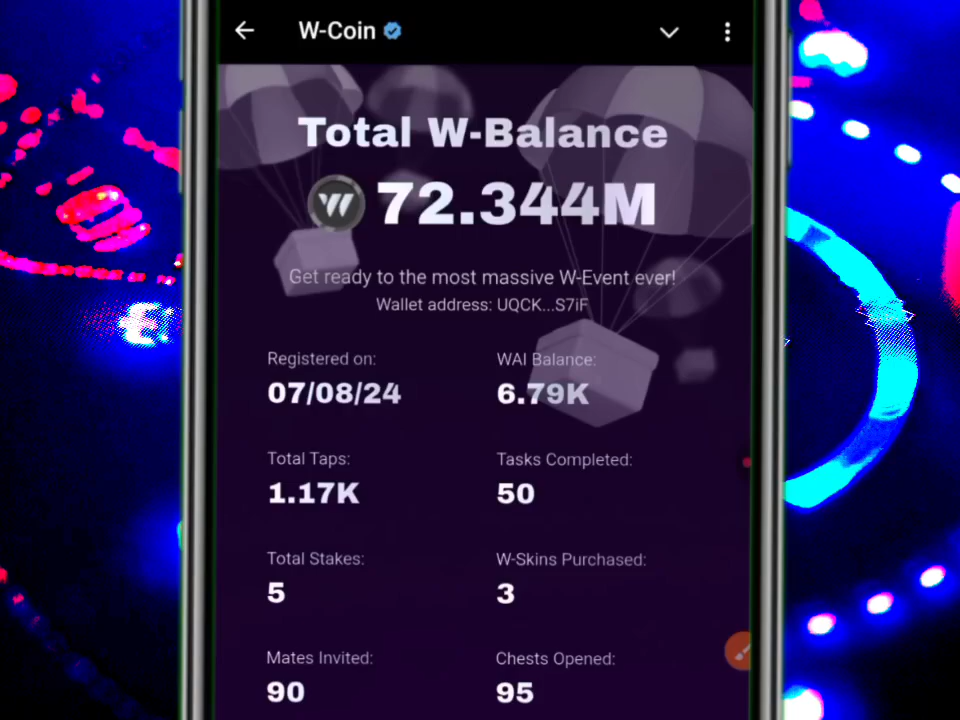 W-Coin
Total W-Balance
72.344M
Get ready to the most massive W-Event ever!
Wallet address: UQCK...S7iF
Registered on:
WAI Balance:
07/08/24
6.79K
Total Taps:
Tasks Completed:
1.17K
50
Total Stakes:
W-Skins Purchased:
5
3
Mates Invited:
Chests Opened:
90
95